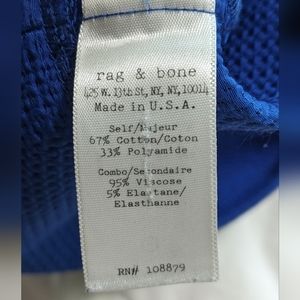 rag & bone
425 W. 13th St, NY, NY, 10014
Made in U.S.A.
Self/Majeur
67% Cotton/Coton
33% Polyamide
Combo/Secondaire
95% Viscose
5% Elastane/
Elasthanne
RN# 108879